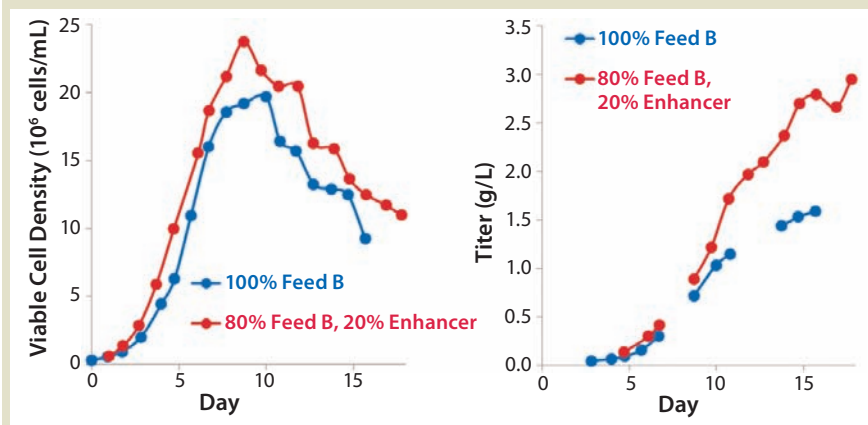 Viable Cell Density (10⁶ cells/mL)
25
20
15
10
5
0
0
5
10
15
Day
100% Feed B
80% Feed B, 20% Enhancer
Titer (g/L)
3.5
3.0
2.5
2.0
1.5
1.0
0.5
0.0
0
5
10
15
Day
100% Feed B
80% Feed B,
20% Enhancer